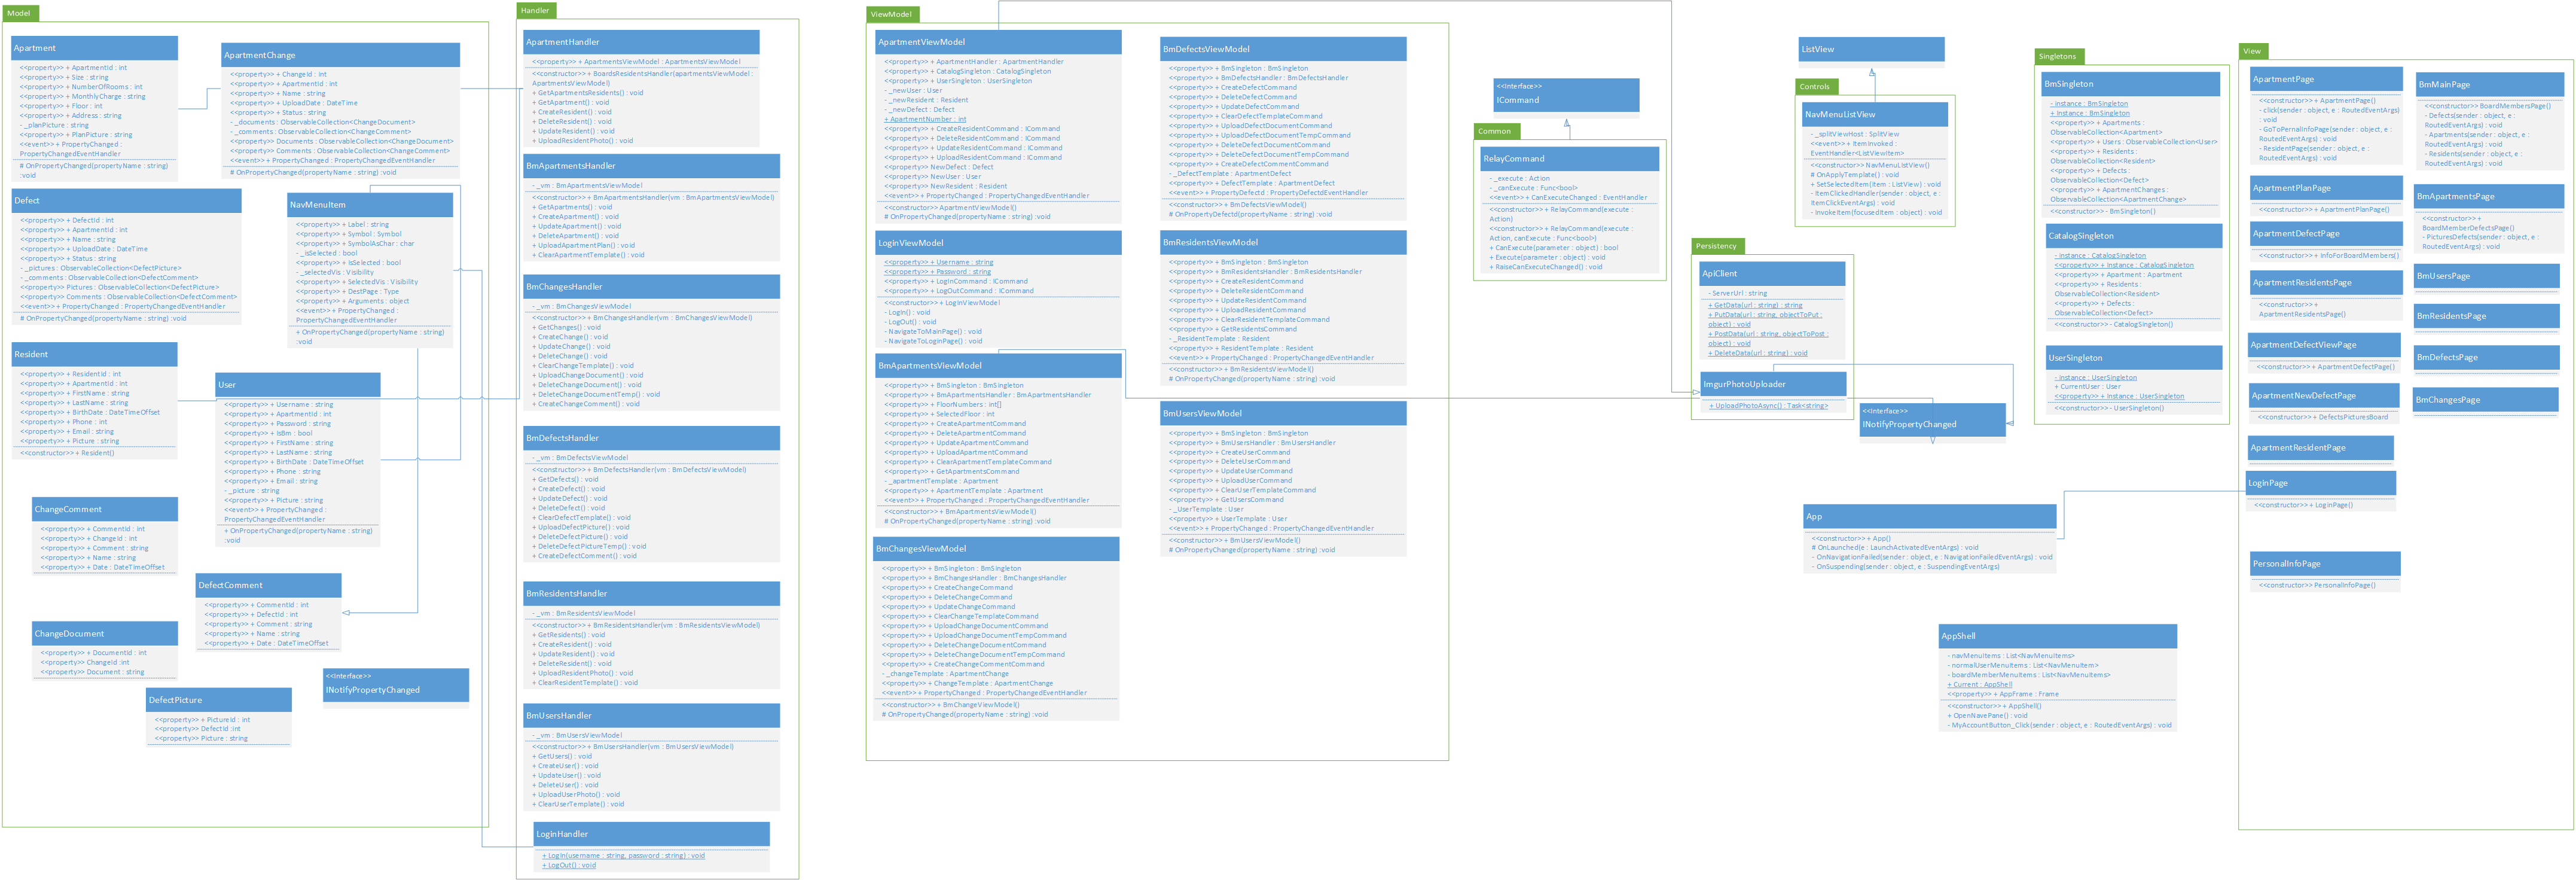 Model
Apartment
<<property>> + ApartmentId : int
<<property>> + Size : string
<<property>> + NumberOfRooms : int
<<property>> + MonthlyCharge : string
<<property>> + Floor : int
<<property>> + Address : string
- _planPicture : string
<<property>> + PlanPicture : string
<<event>> + PropertyChanged :
PropertyChangedEventHandler
# OnPropertyChanged(propertyName : string)
:void
ApartmentChange
<<property>> + ChangeId : int
<<property>> + ApartmentId : int
<<property>> + Name : string
<<property>> + UploadDate : DateTime
<<property>> + Status : string
- _documents : ObservableCollection<ChangeDocument>
- _comments : ObservableCollection<ChangeComment>
<<property>> Documents : ObservableCollection<ChangeDocument>
<<property>> Comments : ObservableCollection<ChangeComment>
<<event>> + PropertyChanged : PropertyChangedEventHandler
# OnPropertyChanged(propertyName : string) :void
Defect
<<property>> + DefectId : int
<<property>> + ApartmentId : int
<<property>> + Name : string
<<property>> + UploadDate : DateTime
<<property>> + Status : string
- _pictures : ObservableCollection<DefectPicture>
- _comments : ObservableCollection<DefectComment>
<<property>> Pictures : ObservableCollection<DefectPicture>
<<property>> Comments : ObservableCollection<DefectComment>
<<event>> + PropertyChanged : PropertyChangedEventHandler
# OnPropertyChanged(propertyName : string) :void
NavMenuItem
<<property>> + Label : string
<<property>> + Symbol : Symbol
<<property>> + SymbolAsChar : char
- _isSelected : bool
<<property>> + IsSelected : bool
- _selectedVis : Visibility
<<property>> + SelectedVis : Visibility
<<property>> + DestPage : Type
<<property>> + Arguments : object
<<event>> + PropertyChanged :
PropertyChangedEventHandler
+ OnPropertyChanged(propertyName : string)
:void
Resident
<<property>> + ResidentId : int
<<property>> + ApartmentId : int
<<property>> + FirstName : string
<<property>> + LastName : string
<<property>> + BirthDate : DateTimeOffset
<<property>> + Phone : int
<<property>> + Email : string
<<property>> + Picture : string
<<constructor>> + Resident()
User
<<property>> + Username : string
<<property>> + ApartmentId : int
<<property>> + Password : string
<<property>> + IsBm : bool
<<property>> + FirstName : string
<<property>> + LastName : string
<<property>> + BirthDate : DateTimeOffset
<<property>> + Phone : string
<<property>> + Email : string
- _picture : string
<<property>> + Picture : string
<<event>> + PropertyChanged :
PropertyChangedEventHandler
+ OnPropertyChanged(propertyName : string)
:void
ChangeComment
<<property>> + CommentId : int
<<property>> + ChangeId : int
<<property>> + Comment : string
<<property>> + Name : string
<<property>> + Date : DateTimeOffset
DefectComment
<<property>> + CommentId : int
<<property>> + DefectId : int
<<property>> + Comment : string
<<property>> + Name : string
<<property>> + Date : DateTimeOffset
ChangeDocument
<<property>> + DocumentId : int
<<property>> ChangeId :int
<<property>> Document : string
DefectPicture
<<property>> + PictureId : int
<<property>> DefectId :int
<<property>> Picture : string
<<Interface>>
INotifyPropertyChanged
Handler
ApartmentHandler
<<property>> + ApartmentsViewModel : ApartmentsViewModel
<<constructor>> + BoardsResidentsHandler(apartmentsViewModel :
ApartmentsViewModel)
+ GetApartmentsResidents() : void
+ GetApartment() : void
+ CreateResident() : void
+ DeleteResident() : void
+ UpdateResident() : void
+ UploadResidentPhoto() : void
BmApartmentsHandler
- _vm : BmApartmentsViewModel
<<constructor>> + BmApartmentsHandler(vm : BmApartmentsViewModel)
+ GetApartments() : void
+ CreateApartment() : void
+ UpdateApartment() : void
+ DeleteApartment() : void
+ UploadApartmentPlan() : void
+ ClearApartmentTemplate() : void
BmChangesHandler
- _vm : BmChangesViewModel
<<constructor>> + BmChangesHandler(vm : BmChangesViewModel)
+ GetChanges() : void
+ CreateChange() : void
+ UpdateChange() : void
+ DeleteChange() : void
+ ClearChangeTemplate() : void
+ UploadChangeDocument() : void
+ DeleteChangeDocument() : void
+ DeleteChangeDocumentTemp() : void
+ CreateChangeComment() : void
BmDefectsHandler
- _vm : BmDefectsViewModel
<<constructor>> + BmDefectsHandler(vm : BmDefectsViewModel)
+ GetDefects() : void
+ CreateDefect() : void
+ UpdateDefect() : void
+ DeleteDefect() : void
+ ClearDefectTemplate() : void
+ UploadDefectPicture() : void
+ DeleteDefectPicture() : void
+ DeleteDefectPictureTemp() : void
+ CreateDefectComment() : void
BmResidentsHandler
- _vm : BmResidentsViewModel
<<constructor>> + BmResidentsHandler(vm : BmResidentsViewModel)
+ GetResidents() : void
+ CreateResident() : void
+ UpdateResident() : void
+ DeleteResident() : void
+ UploadResidentPhoto() : void
+ ClearResidentTemplate() : void
BmUsersHandler
- _vm : BmUsersViewModel
<<constructor>> + BmUsersHandler(vm : BmUsersViewModel)
+ GetUsers() : void
+ CreateUser() : void
+ UpdateUser() : void
+ DeleteUser() : void
+ UploadUserPhoto() : void
+ ClearUserTemplate() : void
LoginHandler
+ Login(username : string, password : string) : void
+ LogOut() : void
ViewModel
ApartmentViewModel
<<property>> + ApartmentHandler : ApartmentHandler
<<property>> + CatalogSingleton : CatalogSingleton
<<property>> + UserSingleton : UserSingleton
- _newUser : User
- _newResident : Resident
- _newDefect : Defect
+ ApartmentNumber : int
<<property>> + CreateResidentCommand : ICommand
<<property>> + DeleteResidentCommand : ICommand
<<property>> + UpdateResidentCommand : ICommand
<<property>> + UploadResidentCommand : ICommand
<<property>> NewDefect : Defect
<<property>> NewUser : User
<<property>> NewResident : Resident
<<event>> + PropertyChanged : PropertyChangedEventHandler
<<constructor>> ApartmentViewModel()
# OnPropertyChanged(propertyName : string) :void
LoginViewModel
<<property>> + Username : string
<<property>> + Password : string
<<property>> + LogInCommand : ICommand
<<property>> + LogOutCommand : ICommand
<<constructor>> + LoginViewModel
- Login() : void
- LogOut() : void
- NavigateToMainPage() : void
- NavigateToLoginPage() : void
BmApartmentsViewModel
<<property>> + BmSingleton : BmSingleton
<<property>> + BmApartmentsHandler : BmApartmentsHandler
<<property>> + FloorNumbers : int[]
<<property>> + SelectedFloor : int
<<property>> + CreateApartmentCommand
<<property>> + DeleteApartmentCommand
<<property>> + UpdateApartmentCommand
<<property>> + UploadApartmentCommand
<<property>> + ClearApartmentTemplateCommand
<<property>> + GetApartmentsCommand
- _apartmentTemplate : Apartment
<<property>> + ApartmentTemplate : Apartment
<<event>> + PropertyChanged : PropertyChangedEventHandler
<<constructor>> + BmApartmentsViewModel()
# OnPropertyChanged(propertyName : string) :void
BmChangesViewModel
<<property>> + BmSingleton : BmSingleton
<<property>> + BmChangesHandler : BmChangesHandler
<<property>> + CreateChangeCommand
<<property>> + DeleteChangeCommand
<<property>> + UpdateChangeCommand
<<property>> + ClearChangeTemplateCommand
<<property>> + UploadChangeDocumentCommand
<<property>> + UploadChangeDocumentTempCommand
<<property>> + DeleteChangeDocumentCommand
<<property>> + DeleteChangeDocumentTempCommand
<<property>> + CreateChangeCommentCommand
- _changeTemplate : ApartmentChange
<<property>> + ChangeTemplate : ApartmentChange
<<event>> + PropertyChanged : PropertyChangedEventHandler
<<constructor>> + BmChangeViewModel()
# OnPropertyChanged(propertyName : string) :void
BmDefectsViewModel
<<property>> + BmSingleton : BmSingleton
<<property>> + BmDefectsHandler : BmDefectsHandler
<<property>> + CreateDefectCommand
<<property>> + DeleteDefectCommand
<<property>> + UpdateDefectCommand
<<property>> + ClearDefectTemplateCommand
<<property>> + UploadDefectDocumentCommand
<<property>> + UploadDefectDocumentTempCommand
<<property>> + DeleteDefectDocumentCommand
<<property>> + DeleteDefectDocumentTempCommand
<<property>> + CreateDefectCommentCommand
- _DefectTemplate : ApartmentDefect
<<property>> + DefectTemplate : ApartmentDefect
<<event>> + PropertyDefectd : PropertyDefectdEventHandler
<<constructor>> + BmDefectsViewModel()
# OnPropertyDefectd(propertyName : string) :void
BmResidentsViewModel
<<property>> + BmSingleton : BmSingleton
<<property>> + BmResidentsHandler : BmResidentsHandler
<<property>> + CreateResidentCommand
<<property>> + DeleteResidentCommand
<<property>> + UpdateResidentCommand
<<property>> + UploadResidentCommand
<<property>> + ClearResidentTemplateCommand
<<property>> + GetResidentsCommand
- _ResidentTemplate : Resident
<<property>> + ResidentTemplate : Resident
<<event>> + PropertyChanged : PropertyChangedEventHandler
<<constructor>> + BmResidentsViewModel()
# OnPropertyChanged(propertyName : string) :void
BmUsersViewModel
<<property>> + BmSingleton : BmSingleton
<<property>> + BmUsersHandler : BmUsersHandler
<<property>> + CreateUserCommand
<<property>> + DeleteUserCommand
<<property>> + UpdateUserCommand
<<property>> + UploadUserCommand
<<property>> + ClearUserTemplateCommand
<<property>> + GetUsersCommand
- _UserTemplate : User
<<property>> + UserTemplate : User
<<event>> + PropertyChanged : PropertyChangedEventHandler
<<constructor>> + BmUsersViewModel()
# OnPropertyChanged(propertyName : string) :void
<<Interface>>
ICommand
Common
RelayCommand
- _execute : Action
- _canExecute : Func<bool>
<<event>> + CanExecuteChanged : EventHandler
<<constructor>> + RelayCommand(execute :
Action)
<<constructor>> + RelayCommand(execute :
Action, canExecute : Func<bool>)
+ CanExecute(parameter : object) : bool
+ Execute(parameter : object) : void
+ RaiseCanExecuteChanged() : void
ListView
Controls
NavMenuListView
- _splitViewHost : SplitView
<<event>> + ItemInvoked :
EventHandler<ListViewItem>
<<constructor>> NavMenuListView()
# OnApplyTemplate() : void
+ SetSelectedItem(item : ListView) : void
- ItemClickedHandler(sender : object, e :
ItemClickEventArgs) : void
- InvokeItem(focusedItem : object) : void
Persistency
ApiClient
- ServerUrl : string
+ GetData(url : string) : string
+ PutData(url : string, objectToPut :
object) : void
+ PostData(url : string, objectToPost :
object) : void
+ DeleteData(url : string) : void
ImgurPhotoUploader
+ UploadPhotoAsync() : Task<string>
<<Interface>>
INotifyPropertyChanged
App
<<constructor>> + App()
# OnLaunched(e : LaunchActivatedEventArgs) : void
- OnNavigationFailed(sender : object, e : NavigationFailedEventArgs) : void
- OnSuspending(sender : object, e : SuspendingEventArgs)
AppShell
- navMenuItems : List<NavMenuItems>
- normalUserMenuItems : List<NavMenuItem>
- boardMemberMenuItems : List<NavMenuItems>
+ Current : AppShell
<<property>> + AppFrame : Frame
<<constructor>> + AppShell()
+ OpenNavePane() : void
- MyAccountButton_Click(sender : object, e : RoutedEventArgs) : void
Singletons
BmSingleton
- instance : BmSingleton
+ Instance : BmSingleton
<<property>> + Apartments :
ObservableCollection<Apartment>
<<property>> + Users : ObservableCollection<User>
<<property>> + Residents :
ObservableCollection<Resident>
<<property>> + Defects :
ObservableCollection<Defect>
<<property>> + ApartmentChanges :
ObservableCollection<ApartmentChange>
<<constructor>> - BmSingleton()
CatalogSingleton
- instance : CatalogSingleton
<<property>> + Instance : CatalogSingleton
<<property>> + Apartment : Apartment
<<property>> + Residents :
ObservableCollection<Resident>
<<property>> + Defects :
ObservableCollection<Defect>
<<constructor>> - CatalogSingleton()
UserSingleton
- instance : UserSingleton
+ CurrentUser : User
<<property>> + Instance : UserSingleton
<<constructor>> - UserSingleton()
View
ApartmentPage
<<constructor>> + ApartmentPage()
- click(sender : object, e : RoutedEventArgs)
: void
- GoToPernalInfoPage(sender : object, e :
RoutedEventArgs) : void
- ResidentPage(sender : object, e :
RoutedEventArgs) : void
ApartmentPlanPage
<<constructor>> + ApartmentPlanPage()
ApartmentDefectPage
<<constructor>> + InfoForBoardMembers()
ApartmentResidentsPage
<<constructor>> +
ApartmentResidentsPage()
ApartmentDefectViewPage
<<constructor>> + ApartmentDefectPage()
ApartmentNewDefectPage
<<constructor>> + DefectsPicturesBoard
ApartmentResidentPage
LoginPage
<<constructor>> + LoginPage()
PersonalInfoPage
<<constructor>> PersonalInfoPage()
BmMainPage
<<constructor>> BoardMembersPage()
- Defects(sender : object, e :
RoutedEventArgs) : void
- Apartments(sender : object, e :
RoutedEventArgs) : void
- Residents(sender : object, e :
RoutedEventArgs) : void
BmApartmentsPage
<<constructor>> +
BoardMemberDefectsPage() : void
- PicturesDefects(sender : object, e :
RoutedEventArgs) : void
BmUsersPage
BmResidentsPage
BmDefectsPage
BmChangesPage